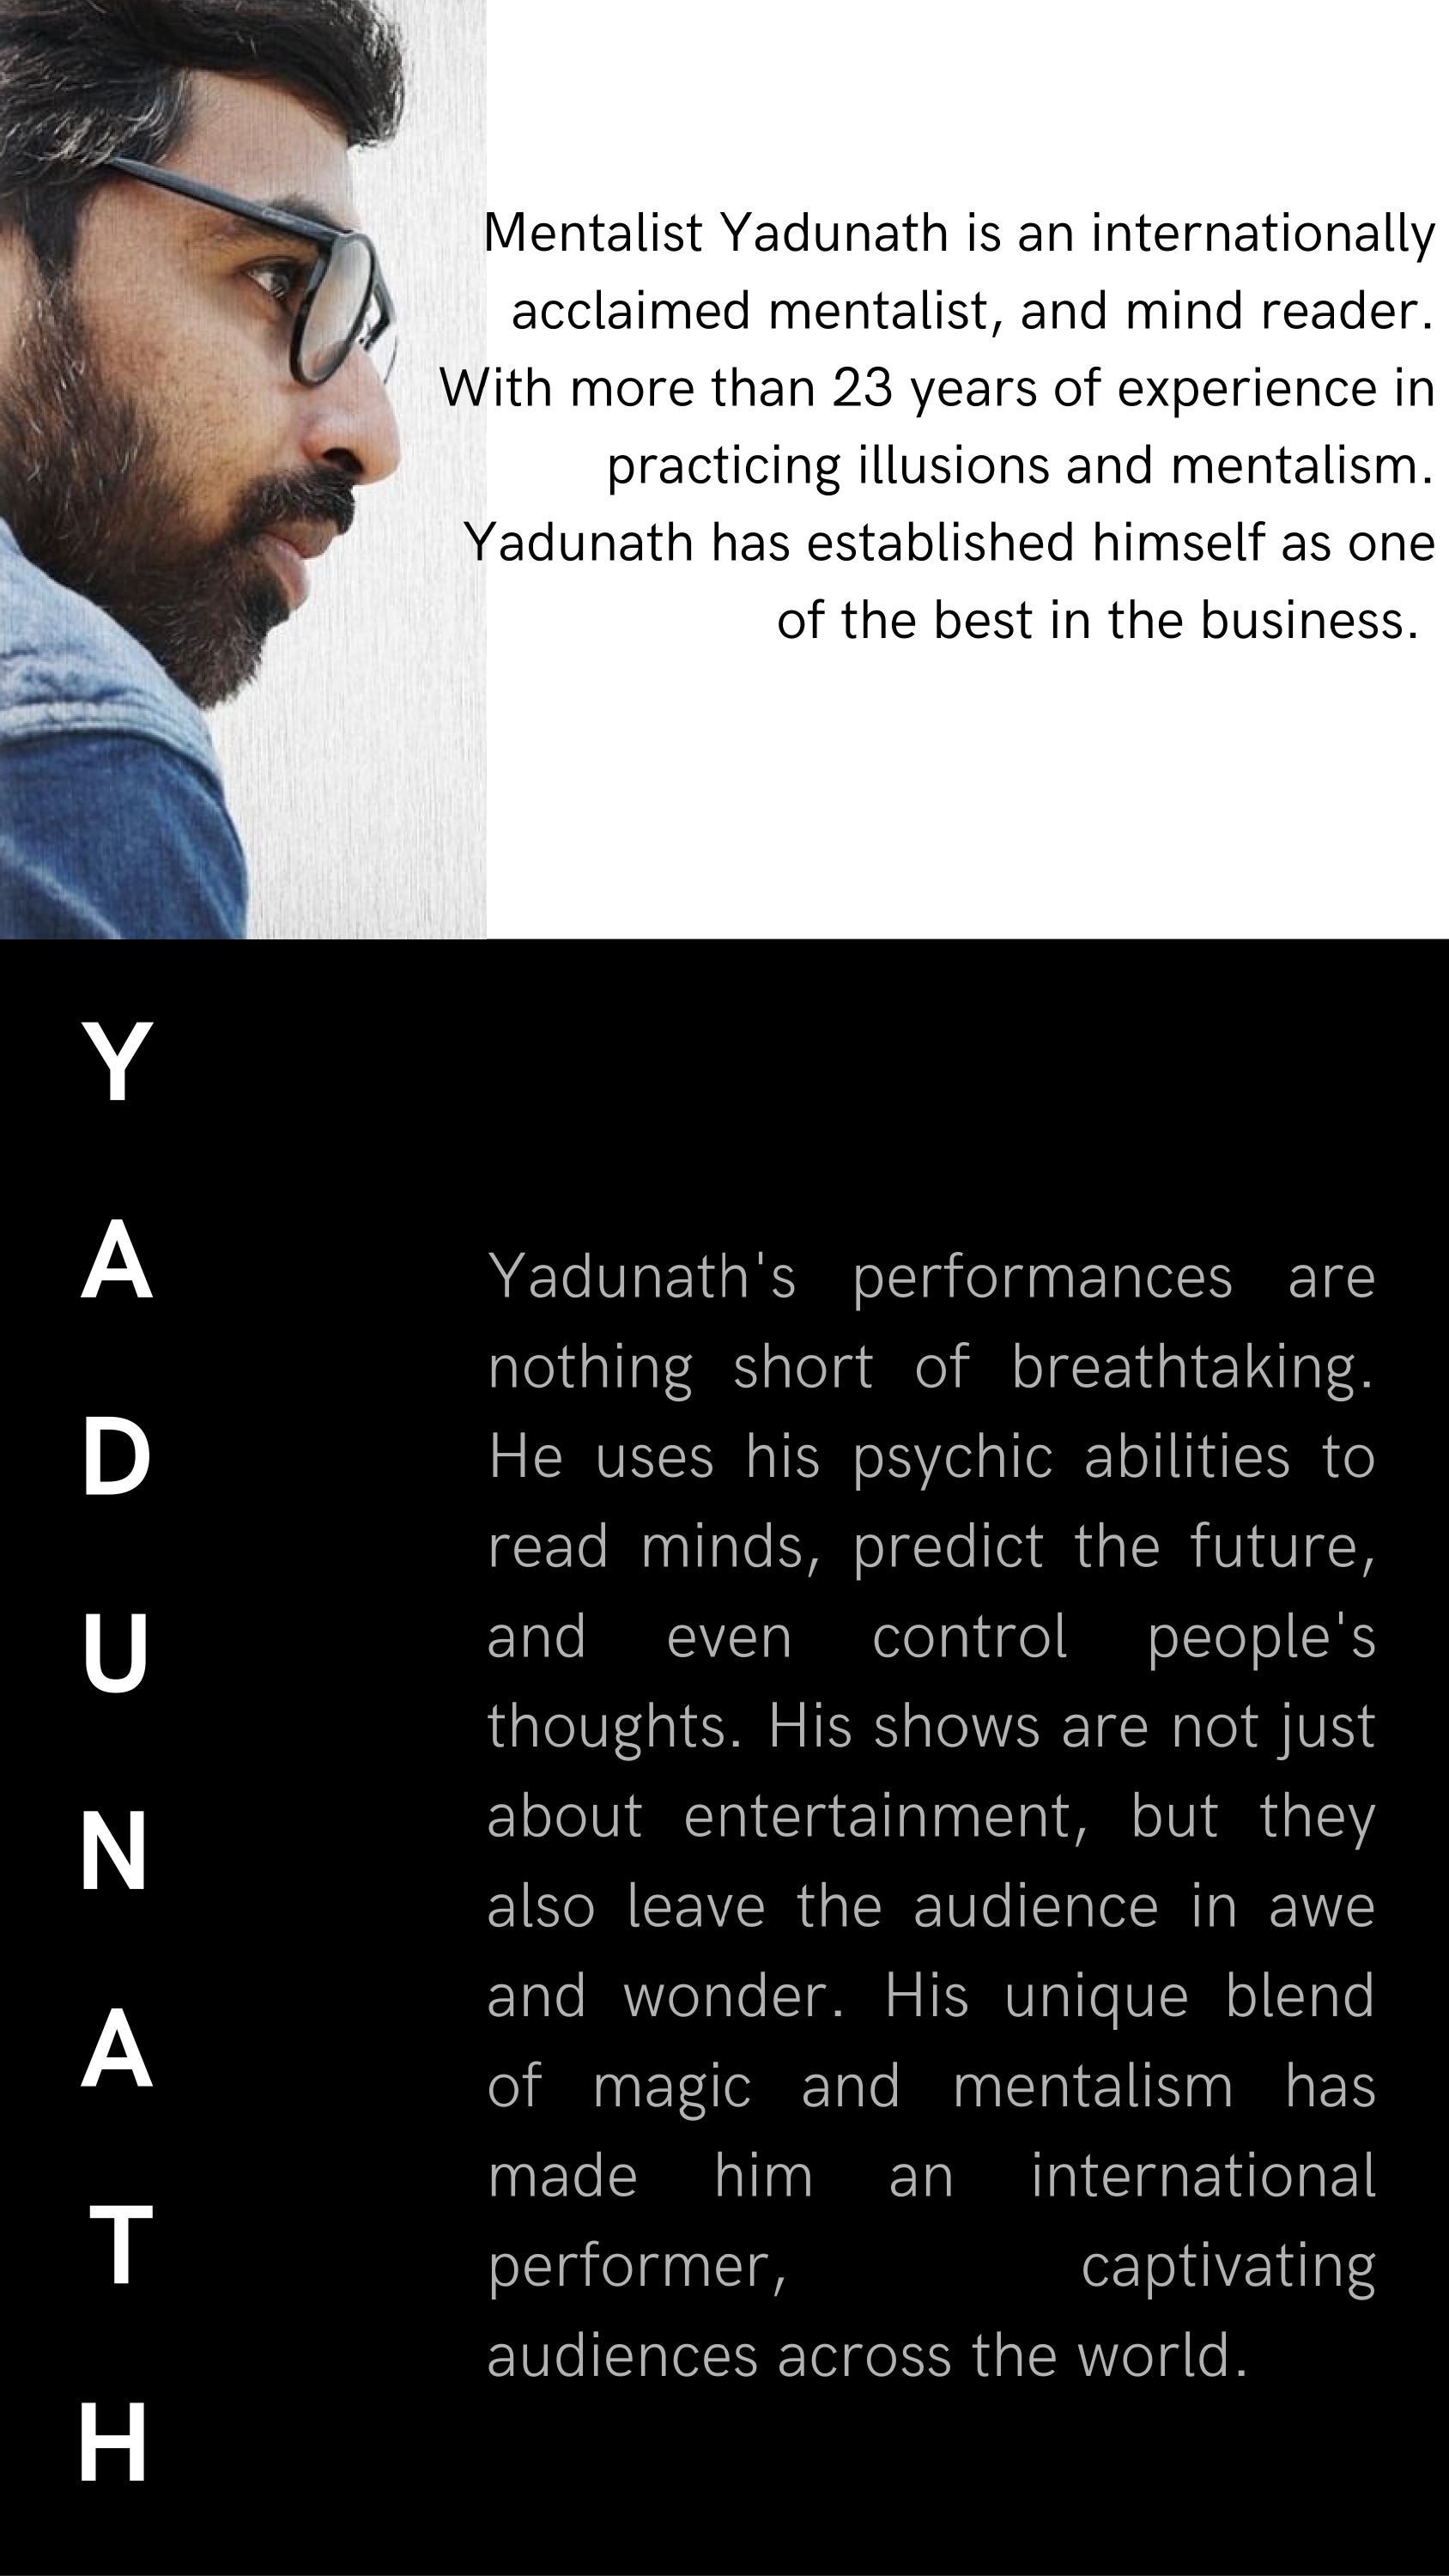 Mentalist Yadunath is an internationally
acclaimed mentalist, and mind reader.
With more than 23 years of experience in
practicing illusions and mentalism.
Yadunath has established himself as one
of the best in the business.
Y
A
D
U
N
A
T
H
Yadunath's performances are
nothing short of breathtaking.
He uses his psychic abilities to
read minds, predict the future,
and even control people's
thoughts. His shows are not just
about entertainment, but they
also leave the audience in awe
and wonder. His unique blend
of magic and mentalism has
made him an international
performer, captivating
audiences across the world.